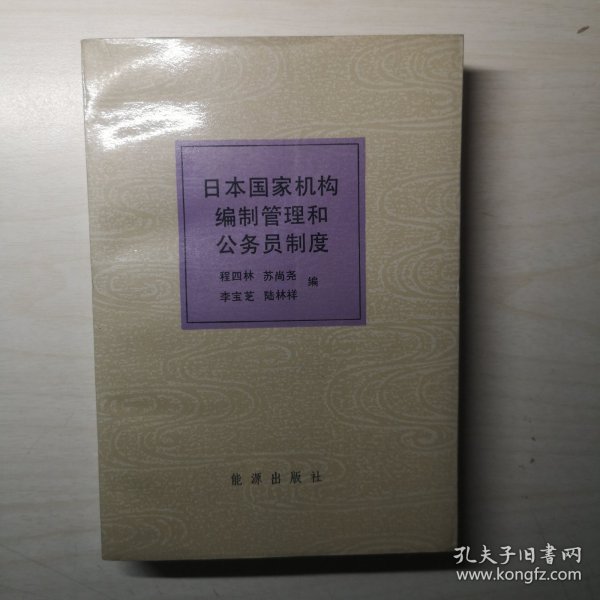 日本国家机构
编制管理和
公务员制度
程四林 苏尚尧
李宝芝 陆林祥 编
能源出版社
孔夫子旧书网
www.kongfz.com